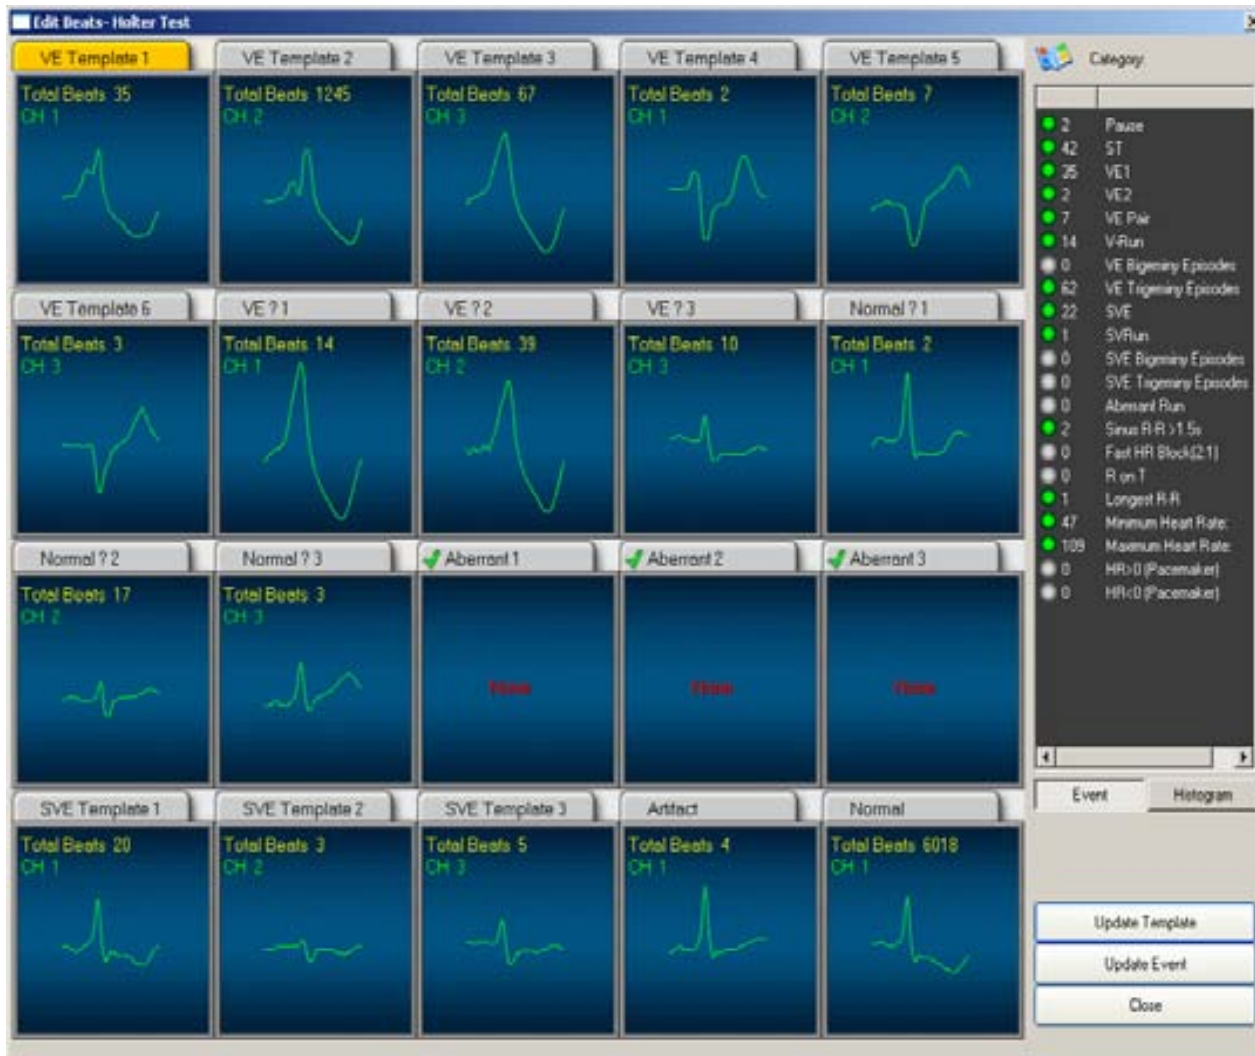 Edit Beats- Holter Test
VE Template 1
VE Template 2
VE Template 3
VE Template 4
VE Template 5
Total Beats 35
CH 1
Total Beats 1245
CH 2
Total Beats 67
CH 3
Total Beats 2
CH 1
Total Beats 7
CH 2
VE Template 6
VE ? 1
VE ? 2
VE ? 3
Normal ? 1
Total Beats 3
CH 3
Total Beats 14
CH 1
Total Beats 39
CH 2
Total Beats 10
CH 3
Total Beats 2
CH 1
Normal ? 2
Normal ? 3
Aberrant 1
Aberrant 2
Aberrant 3
Total Beats 17
CH 2
Total Beats 3
CH 3
SVE Template 1
SVE Template 2
SVE Template 3
Artifact
Normal
Total Beats 20
CH 1
Total Beats 3
CH 2
Total Beats 5
CH 3
Total Beats 4
CH 1
Total Beats 6018
CH 1
Category:
2 Pause
42 ST
35 VE1
2 VE2
7 VE Pair
14 V-Run
0 VE Bigeminy Episodes
62 VE Trigeminy Episodes
22 SVE
1 SVRun
0 SVE Bigeminy Episodes
0 SVE Trigeminy Episodes
0 Aberrant Run
2 Sinus R-R >1.5s
0 Fast HR Block(2:1)
0 R on T
1 Longest R-R
47 Minimum Heart Rate:
109 Maximum Heart Rate:
0 HR>0 (Pacemaker)
0 HR<0 (Pacemaker)
Event
Histogram
Update Template
Update Event
Close